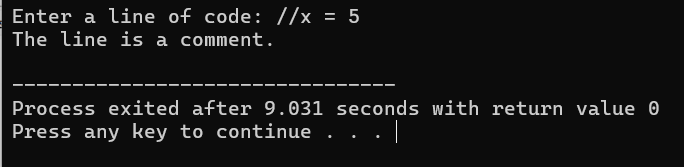 Enter a line of code: //x = 5
The line is a comment.
--------------------------------
Process exited after 9.031 seconds with return value 0
Press any key to continue . . .